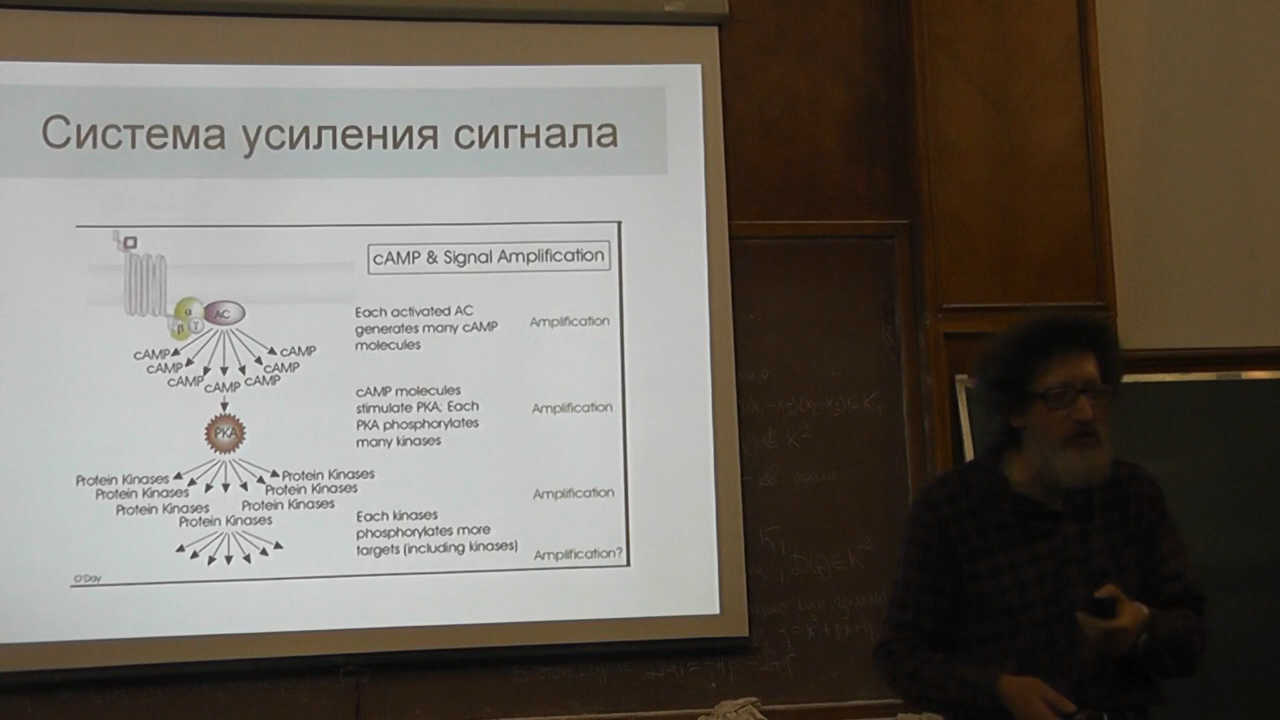 Система усиления сигнала
cAMP & Signal Amplification
α
AC
β
γ
Each activated AC
generates many cAMP
molecules
Amplification
cAMP
cAMP
cAMP
cAMP
cAMP
cAMP
cAMP
cAMP molecules
stimulate PKA: Each
PKA phosphorylates
many kinases
Amplification
PKA
Protein Kinases
Protein Kinases
Protein Kinases
Protein Kinases
Protein Kinases
Protein Kinases
Protein Kinases
Amplification
Each kinases
phosphorylates more
targets (including kinases)
Amplification?
O'Day